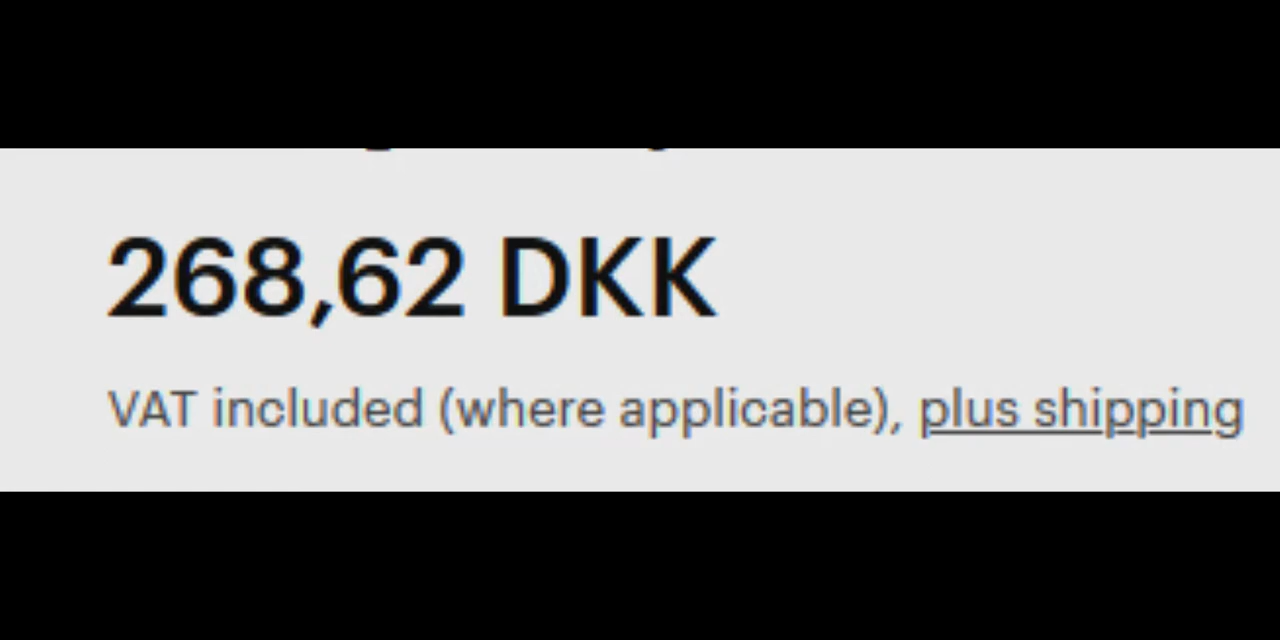 268,62 DKK
VAT included (where applicable), plus shipping